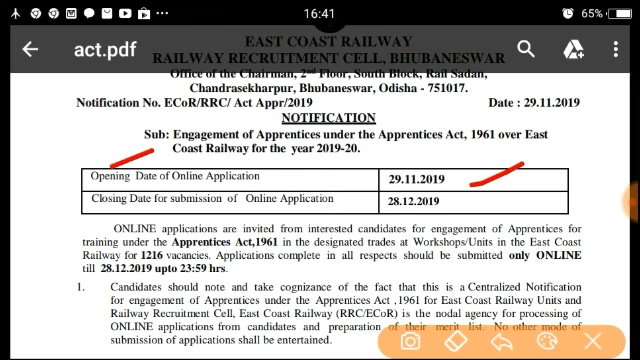 16:41
65%
act.pdf
EAST COAST RAILWAY
RAILWAY RECRUITMENT CELL, BHUBANESWAR
Office of the Chairman, 2nd Floor, South Block, Rail Sadan,
Chandrasekharpur, Bhubaneswar, Odisha - 751017.
Notification No. ECoR/RRC/ Act Appr/2019 Date : 29.11.2019
NOTIFICATION
Sub: Engagement of Apprentices under the Apprentices Act, 1961 over East
Coast Railway for the year 2019-20.
Opening Date of Online Application 29.11.2019
Closing Date for submission of Online Application 28.12.2019
ONLINE applications are invited from interested candidates for engagement of Apprentices for
training under the Apprentices Act,1961 in the designated trades at Workshops/Units in the East Coast
Railway for 1216 vacancies. Applications complete in all respects should be submitted only ONLINE
till 28.12.2019 upto 23:59 hrs.
1. Candidates should note and take cognizance of the fact that this is a Centralized Notification
for engagement of Apprentices under the Apprentices Act ,1961 for East Coast Railway Units and
Railway Recruitment Cell, East Coast Railway (RRC/ECoR) is the nodal agency for processing of
ONLINE applications from candidates and preparation of their merit list. No other mode of
submission of applications shall be entertained.